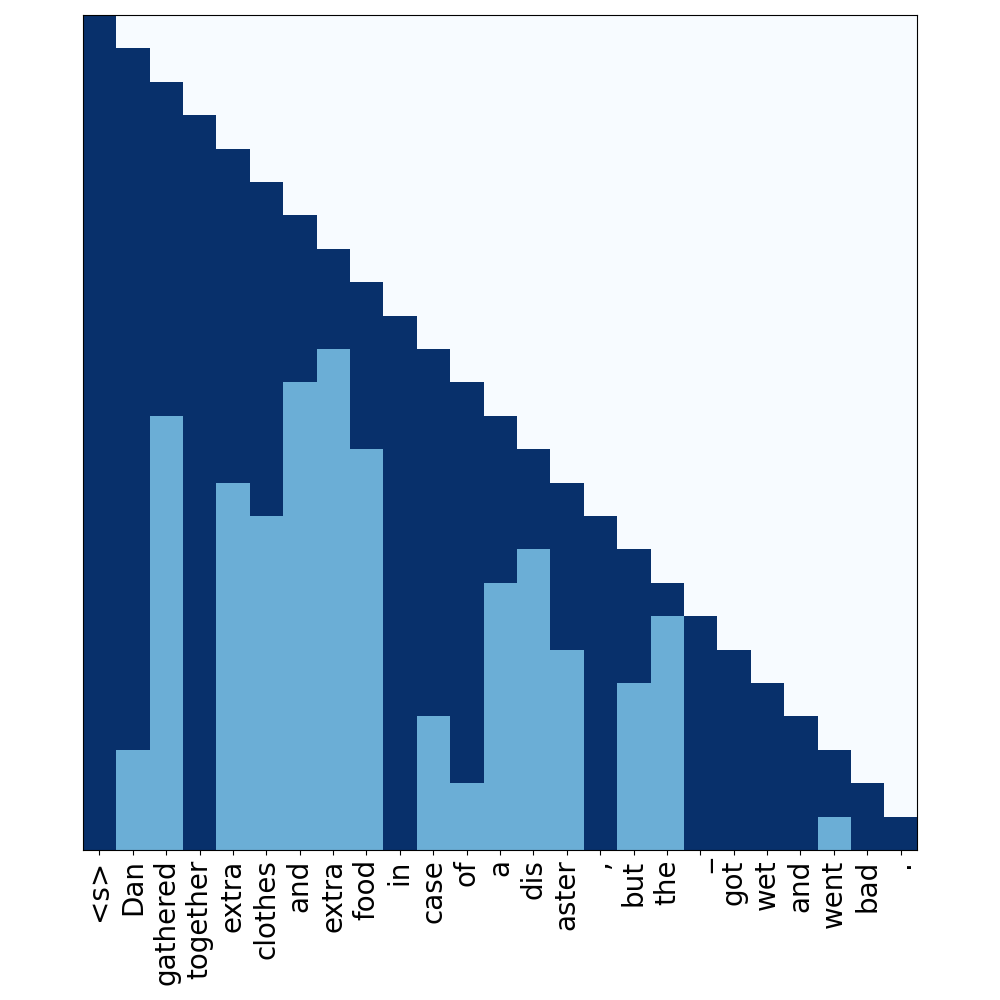 <s>
Dan
gathered
together
extra
clothes
and
extra
food
in
case
of
a
dis
aster
,
but
the
_
got
wet
and
went
bad
.